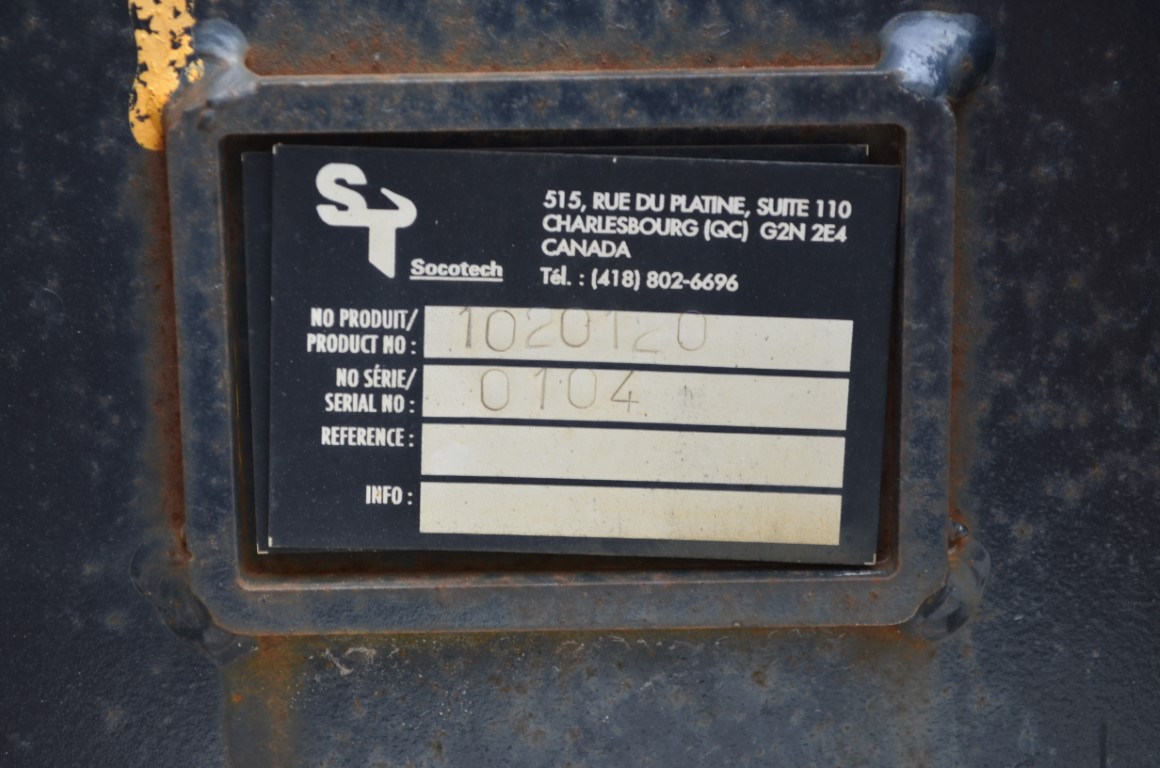 ST
Socotech
515, RUE DU PLATINE, SUITE 110
CHARLESBOURG (QC) G2N 2E4
CANADA
Tél. : (418) 802-6696
NO PRODUIT/
PRODUCT NO : 1020120
NO SÉRIE/
SERIAL NO : 0104
REFERENCE :
INFO :